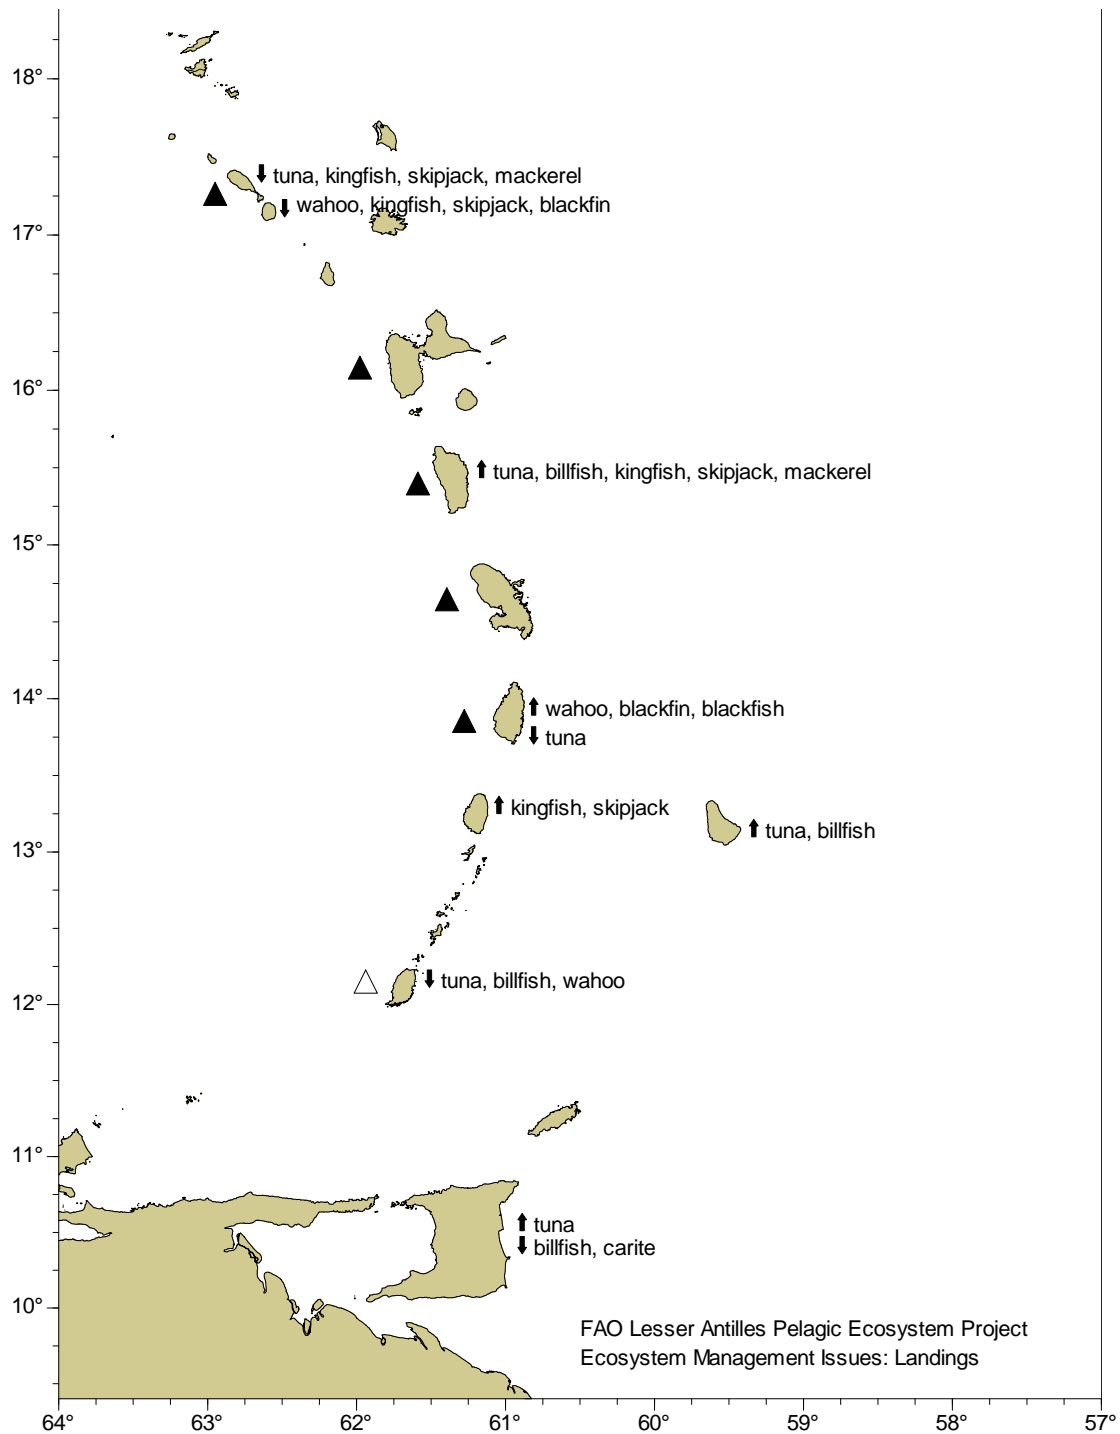 18°
⬇ tuna, kingfish, skipjack, mackerel
⬇ wahoo, kingfish, skipjack, blackfin
17°
16°
⬆ tuna, billfish, kingfish, skipjack, mackerel
15°
14°
⬆ wahoo, blackfin, blackfish
⬇ tuna
⬆ kingfish, skipjack
⬆ tuna, billfish
13°
⬇ tuna, billfish, wahoo
12°
11°
⬆ tuna
⬇ billfish, carite
10°
FAO Lesser Antilles Pelagic Ecosystem Project
Ecosystem Management Issues: Landings
64° 63° 62° 61° 60° 59° 58° 57°